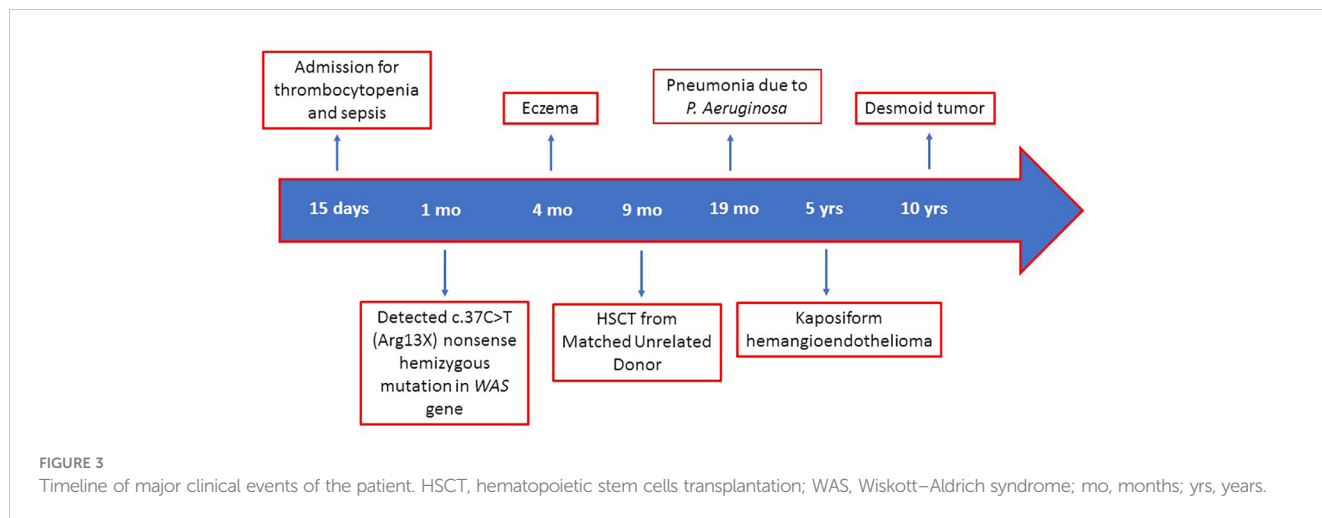 Admission for
thrombocytopenia
and sepsis
Eczema
Pneumonia due to
P. Aeruginosa
Desmoid tumor
15 days
1 mo
4 mo
9 mo
19 mo
5 yrs
10 yrs
Detected c.37C>T
(Arg13X) nonsense
hemizygous
mutation in WAS
gene
HSCT from
Matched Unrelated
Donor
Kaposiform
hemangioendothelioma
FIGURE 3
Timeline of major clinical events of the patient. HSCT, hematopoietic stem cells transplantation; WAS, Wiskott–Aldrich syndrome; mo, months; yrs, years.